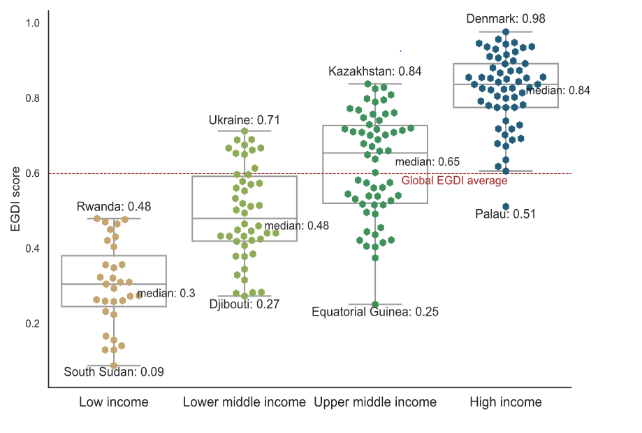 Denmark: 0.98
1.0
Kazakhstan: 0.84
median: 0.84
0.8
Ukraine: 0.71
median: 0.65
0.6
Global EGDI average
EGDI score
Rwanda: 0.48
Palau: 0.51
median: 0.48
0.4
median: 0.3
Djibouti: 0.27
Equatorial Guinea: 0.25
0.2
South Sudan: 0.09
Low income
Lower middle income
Upper middle income
High income